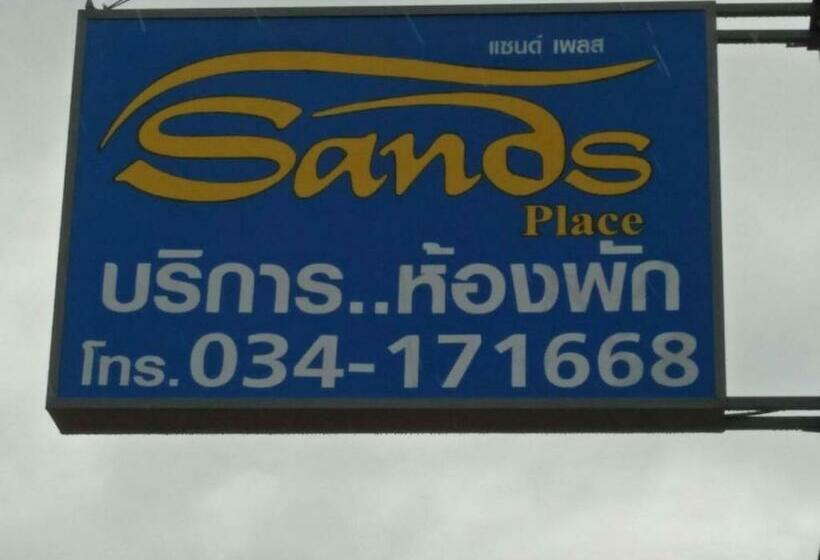 แซนด์ เพลส
Sands
Place
บริการ..ห้องพัก
โทร.034-171668